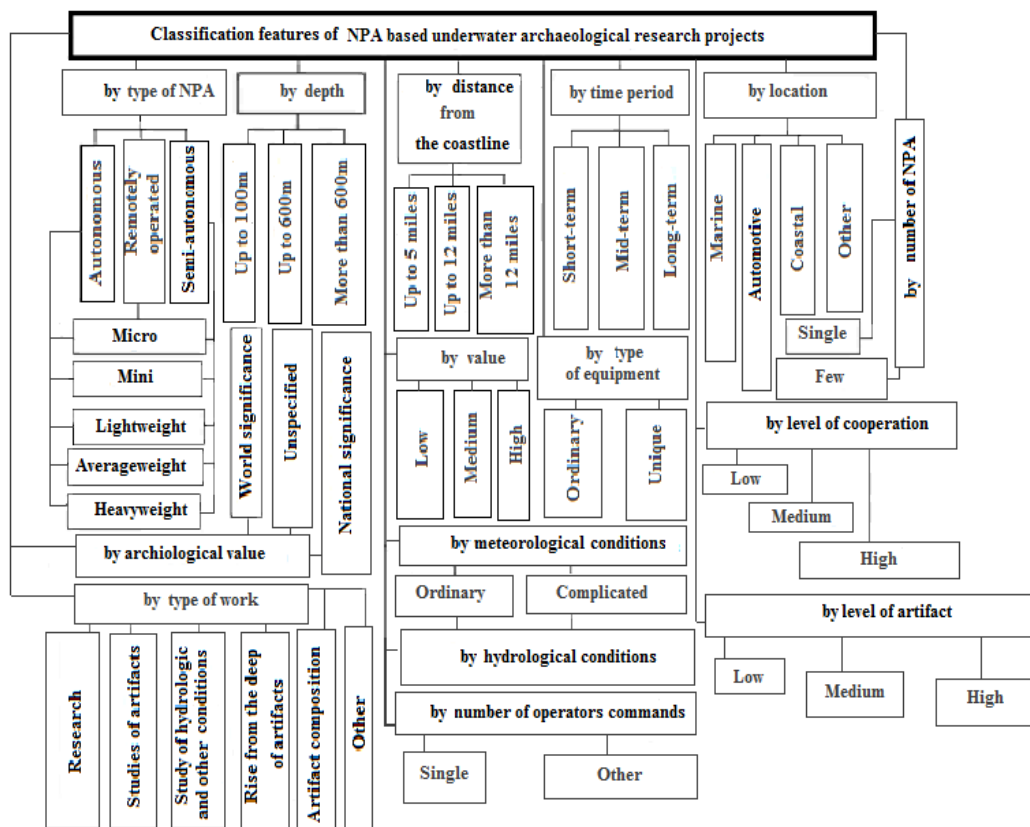 Classification features of NPA based underwater archaeological research projects
by type of NPA
by depth
by distance
from
the coastline
by time period
by location
by number of NPA
Autonomous
Remotely
operated
Semi-autonomous
Up to 100m
Up to 600m
More than 600m
Up to 5 miles
Up to 12 miles
More than
12 miles
Short-term
Mid-term
Long-term
Marine
Automotive
Coastal
Other
Single
Few
Micro
Mini
Lightweight
Averageweight
Heavyweight
World significance
Unspecified
National significance
by archiological value
by value
Low
Medium
High
by type
of equipment
Ordinary
Unique
by level of cooperation
Low
Medium
High
by meteorological conditions
Ordinary
Complicated
by hydrological conditions
by level of artifact
Low
Medium
High
by type of work
Research
Studies of artifacts
Study of hydrologic
and other conditions
Rise from the deep
of artifacts
Artifact composition
Other
by number of operators commands
Single
Other